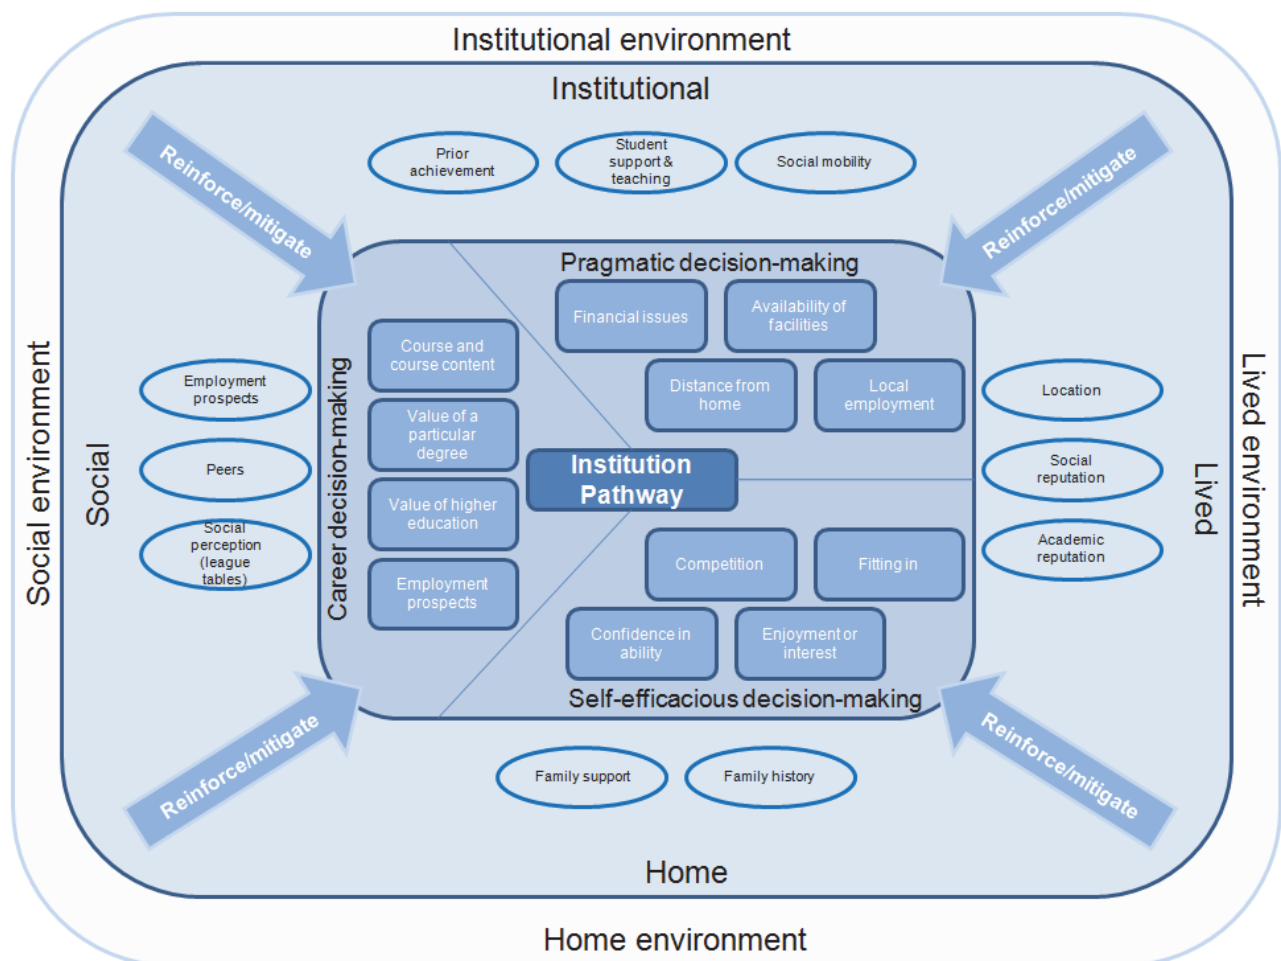 Institutional environment
Institutional
Prior
achievement
Student
support &
teaching
Social mobility
Reinforce/mitigate
Reinforce/mitigate
Pragmatic decision-making
Financial issues
Availability of
facilities
Distance from
home
Local
employment
Career decision-making
Course and
course content
Value of a
particular
degree
Value of higher
education
Employment
prospects
Institution
Pathway
Competition
Fitting in
Confidence in
ability
Enjoyment or
interest
Self-efficacious decision-making
Social environment
Social
Employment
prospects
Peers
Social
perception
(league
tables)
Location
Social
reputation
Academic
reputation
Lived
Lived environment
Reinforce/mitigate
Reinforce/mitigate
Family support
Family history
Home
Home environment